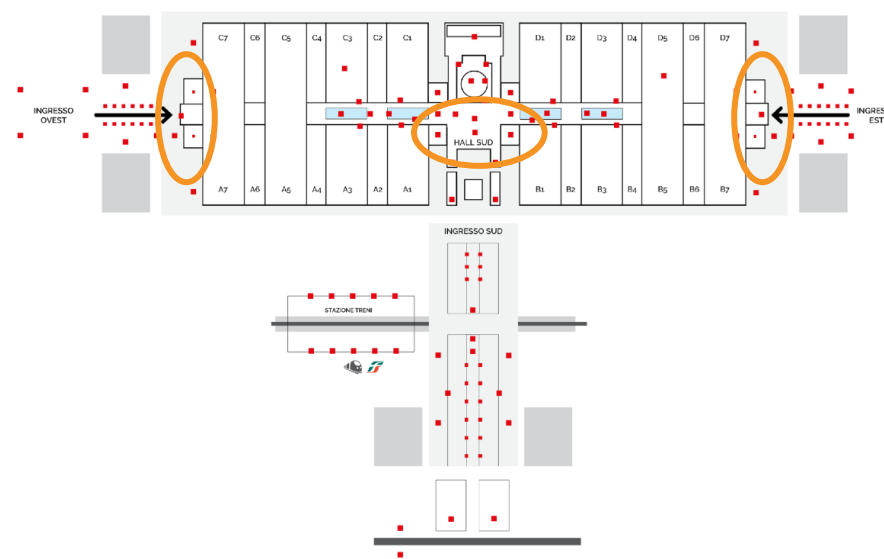 C7 C6 C5 C4 C3 C2 C1 D1 D2 D3 D4 D5 D6 D7
INGRESSO
OVEST
INGRES
EST
HALL SUD
A7 A6 A5 A4 A3 A2 A1 B1 B2 B3 B4 B5 B6 B7
INGRESSO SUD
STAZIONE TRENI